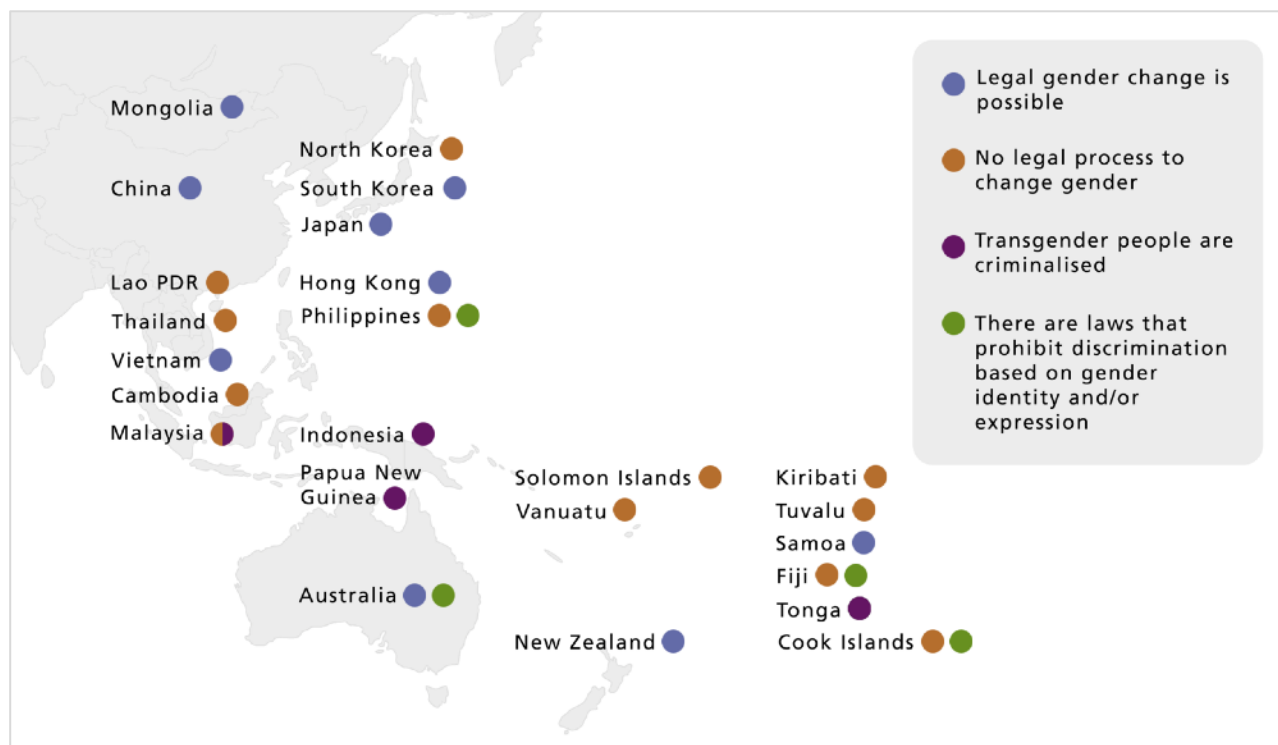 Mongolia
North Korea
China
South Korea
Japan
Lao PDR
Hong Kong
Thailand
Philippines
Vietnam
Cambodia
Malaysia
Indonesia
Papua New
Guinea
Solomon Islands
Vanuatu
Kiribati
Tuvalu
Samoa
Fiji
Tonga
Australia
New Zealand
Cook Islands
Legal gender change is
possible
No legal process to
change gender
Transgender people are
criminalised
There are laws that
prohibit discrimination
based on gender
identity and/or
expression